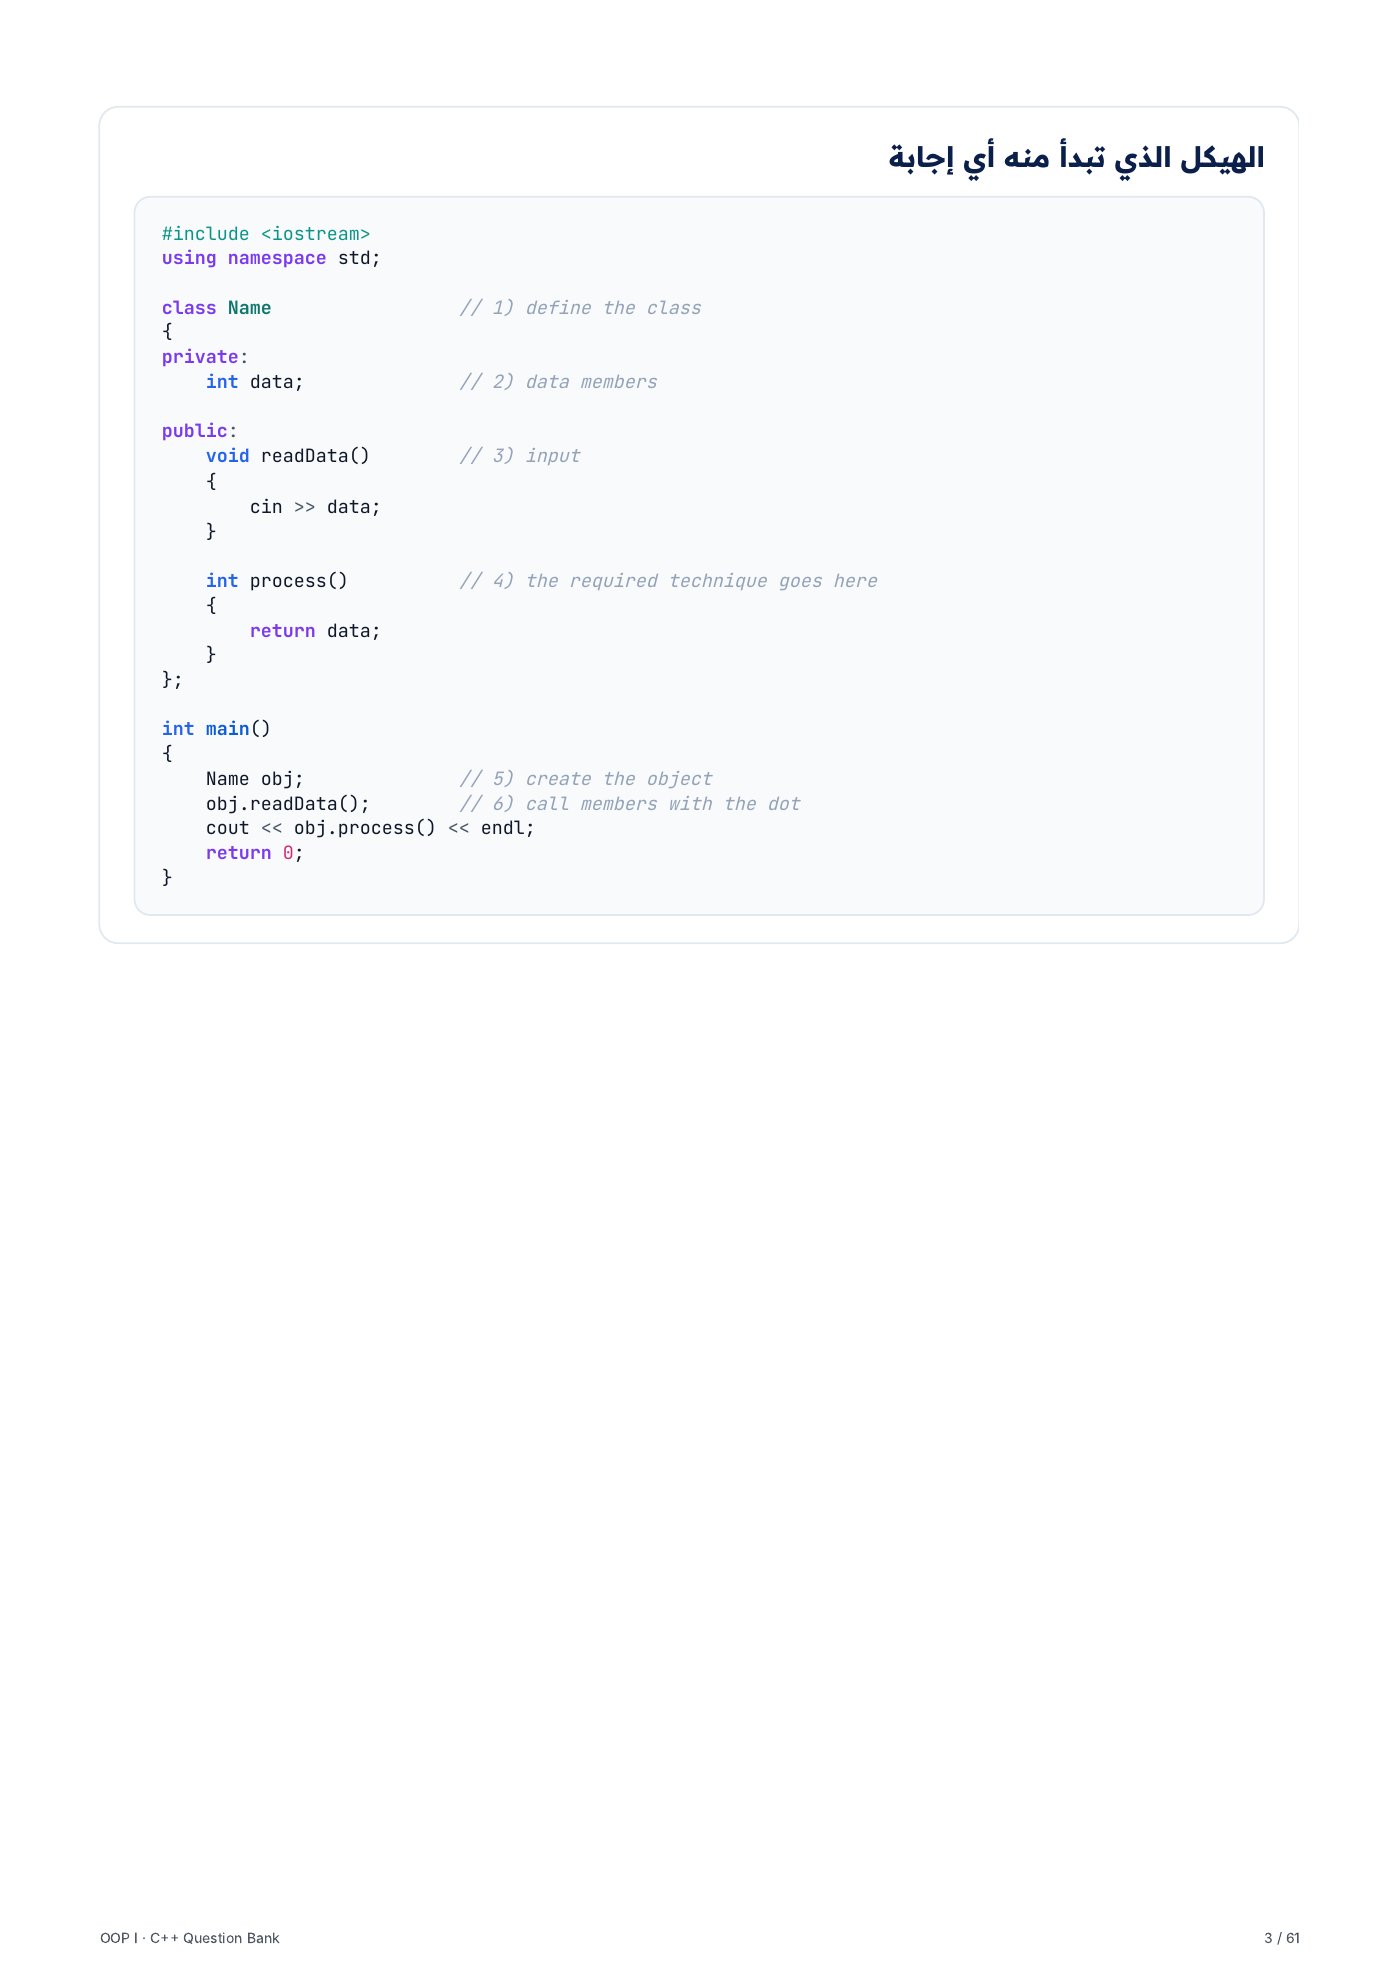 الهيكل الذي تبدأ منه أي إجابة
#include <iostream>
using namespace std;
class Name // 1) define the class
{
private:
int data; // 2) data members
public:
void readData() // 3) input
{
cin >> data;
}
int process() // 4) the required technique goes here
{
return data;
}
};
int main()
{
Name obj; // 5) create the object
obj.readData(); // 6) call members with the dot
cout << obj.process() << endl;
return 0;
}
OOP I · C++ Question Bank
3 / 61